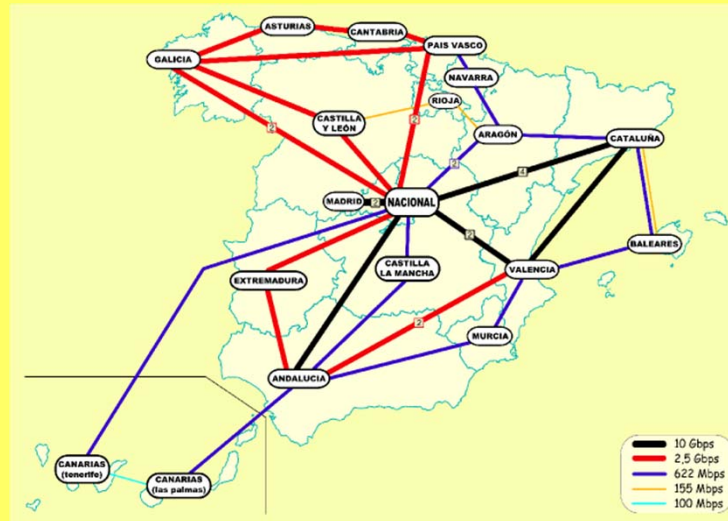 ASTURIAS
CANTABRIA
PAIS VASCO
GALICIA
NAVARRA
RIOJA
CASTILLA
Y LEÓN
2
2
ARAGÓN
CATALUÑA
2
4
MADRID
2
NACIONAL
2
BALEARES
CASTILLA
LA MANCHA
VALENCIA
EXTREMADURA
2
MURCIA
ANDALUCIA
CANARIAS
(tenerife)
CANARIAS
(las palmas)
10 Gbps
2,5 Gbps
622 Mbps
155 Mbps
100 Mbps